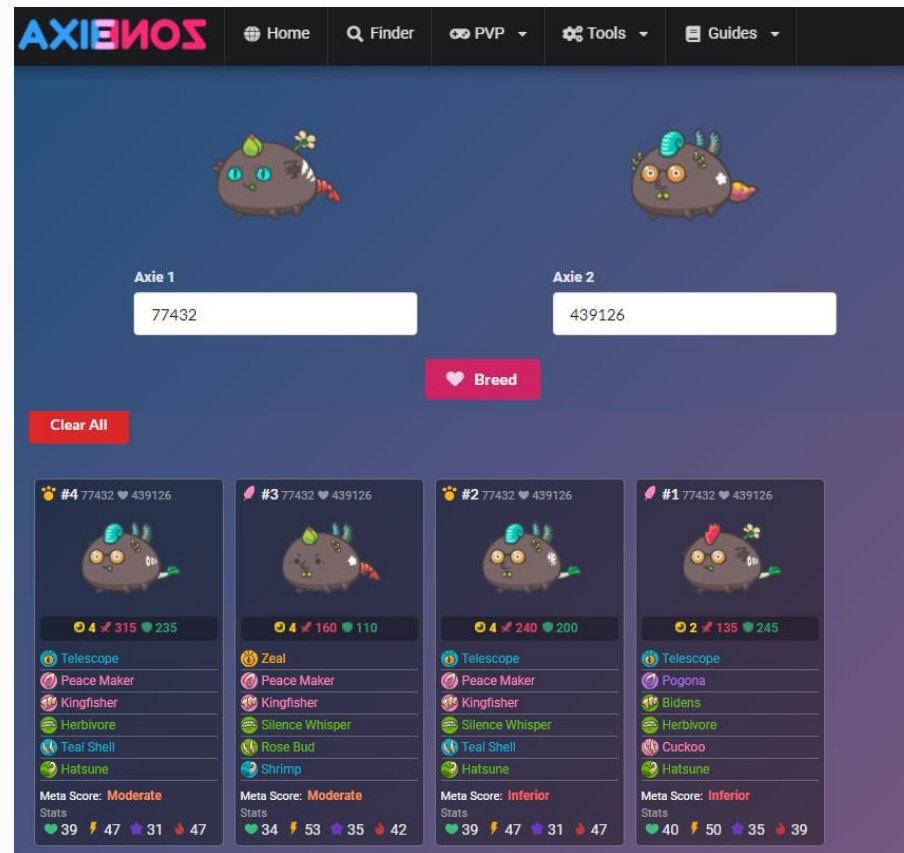 AXIE ZONE Home Finder PVP Tools Guides
Axie 1 Axie 2
77432 439126
Breed
Clear All
#4 77432 439126
4 315 235
Telescope
Peace Maker
Kingfisher
Herbivore
Teal Shell
Hatsune
Meta Score: Moderate
Stats
39 47 31 47
#3 77432 439126
4 160 110
Zeal
Peace Maker
Kingfisher
Silence Whisper
Rose Bud
Shrimp
Meta Score: Moderate
Stats
34 53 35 42
#2 77432 439126
4 240 200
Telescope
Peace Maker
Kingfisher
Silence Whisper
Teal Shell
Hatsune
Meta Score: Inferior
Stats
39 47 31 47
#1 77432 439126
2 135 245
Telescope
Pogona
Bidens
Herbivore
Cuckoo
Hatsune
Meta Score: Inferior
Stats
40 50 35 39